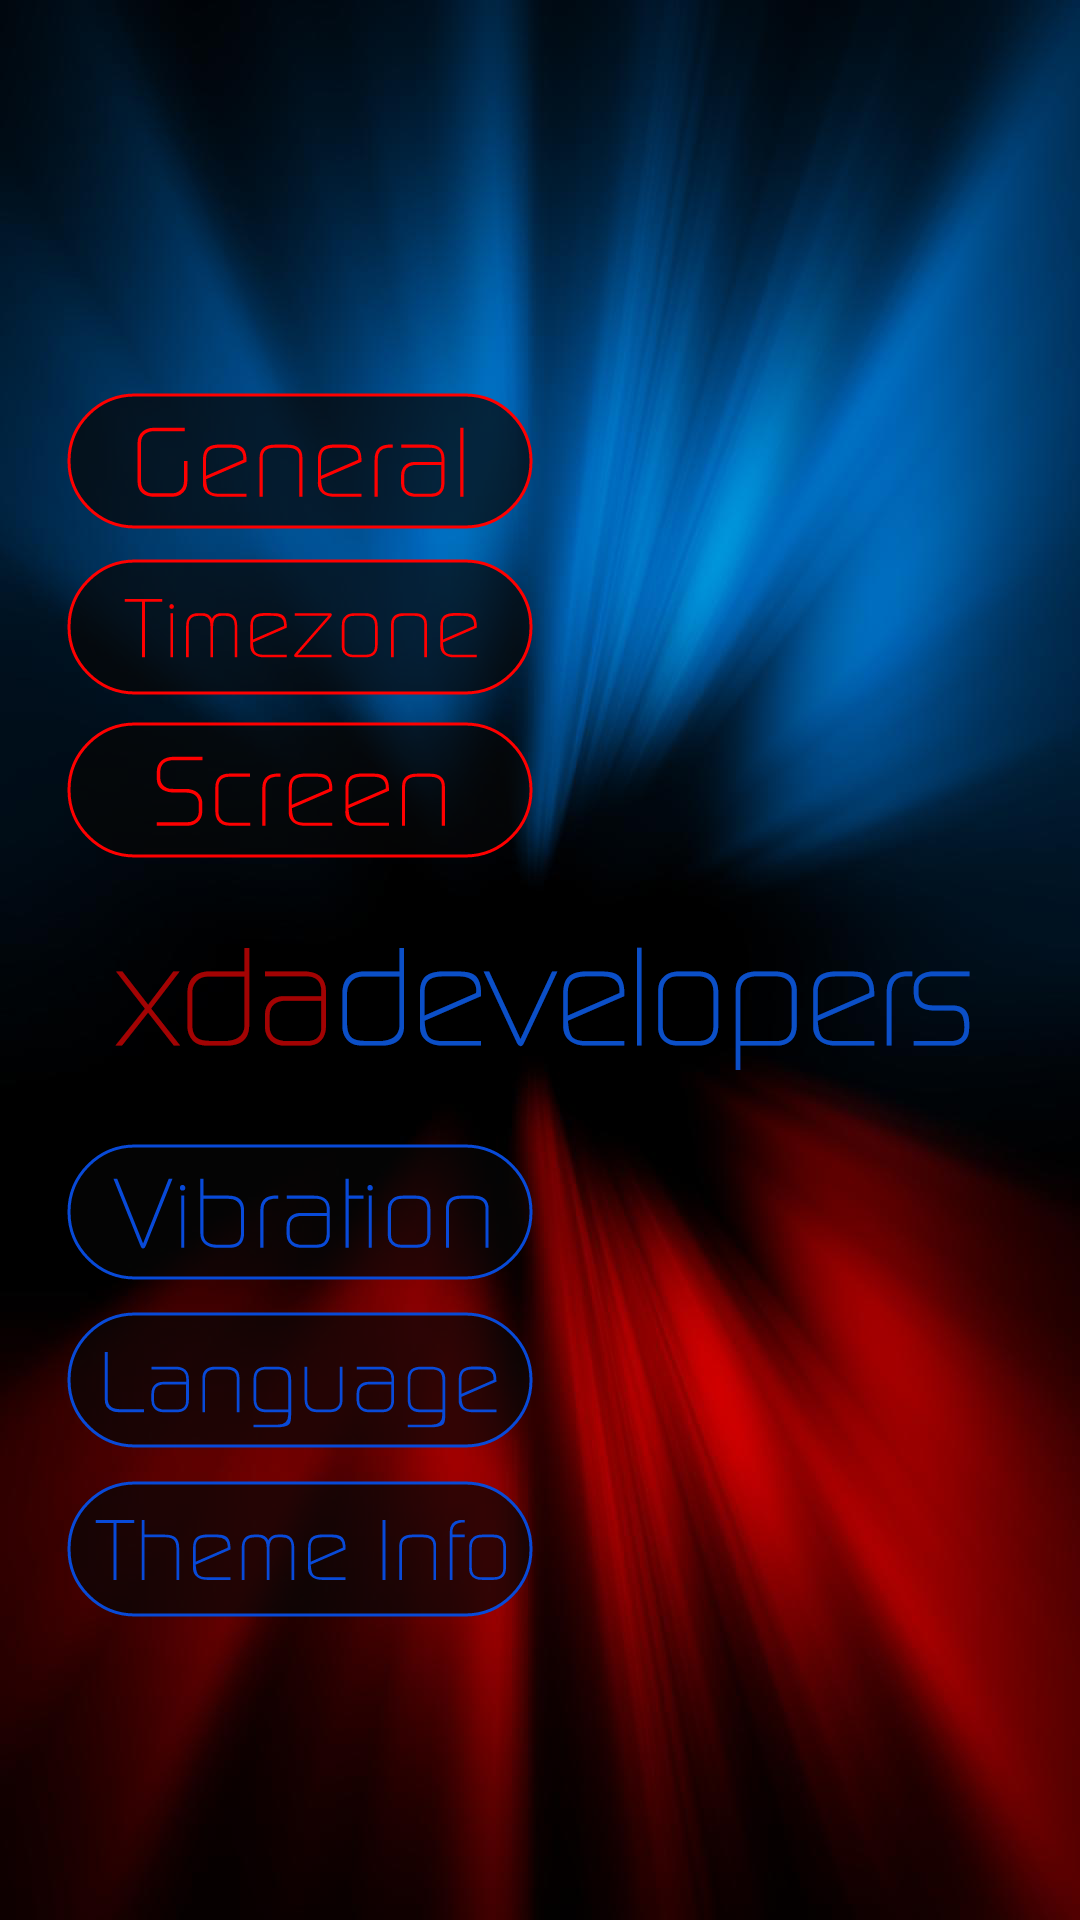 General
Timezone
Screen
xdadevelopers
Vibration
Language
Theme Info